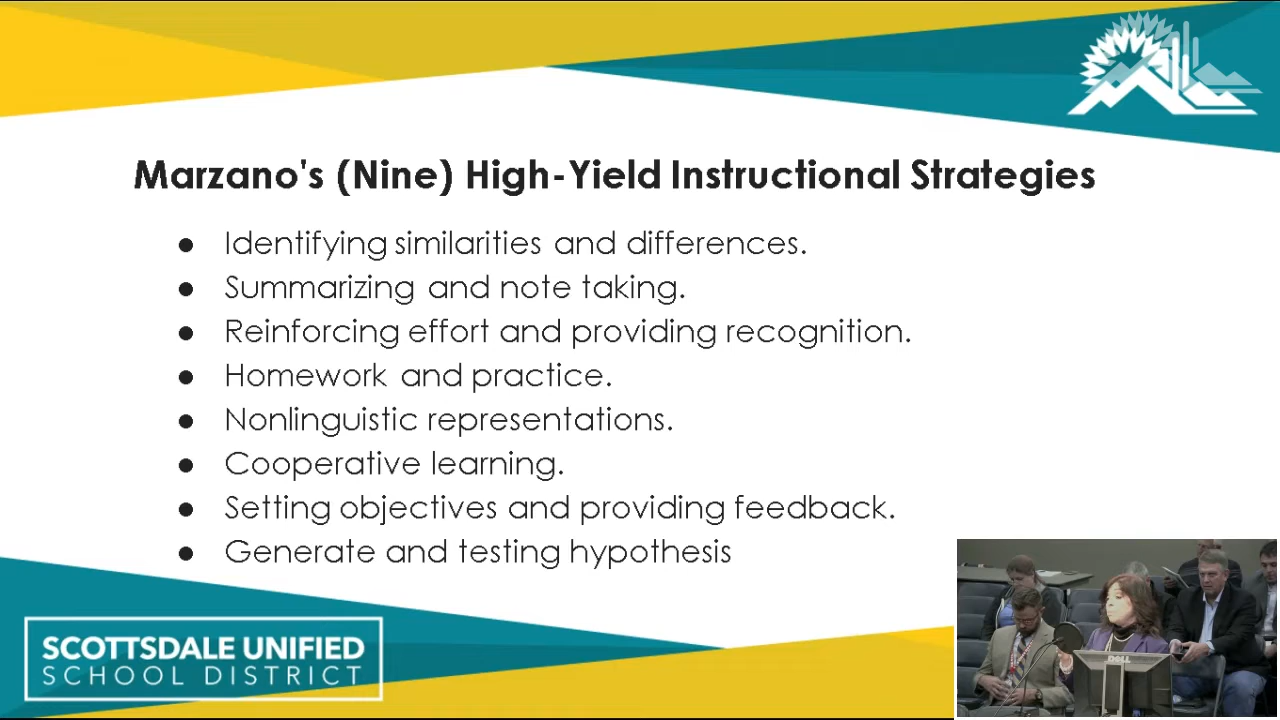 Marzano's (Nine) High-Yield Instructional Strategies
● Identifying similarities and differences.
● Summarizing and note taking.
● Reinforcing effort and providing recognition.
● Homework and practice.
● Nonlinguistic representations.
● Cooperative learning.
● Setting objectives and providing feedback.
● Generate and testing hypothesis
SCOTTSDALE UNIFIED
SCHOOL DISTRICT
DELL